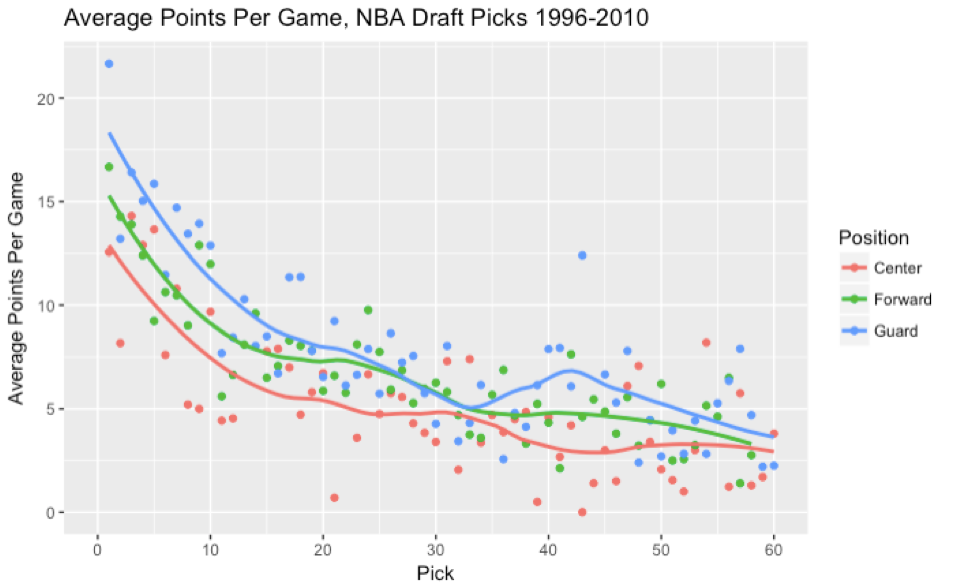 Average Points Per Game, NBA Draft Picks 1996-2010
Average Points Per Game
20
15
10
5
0
0 10 20 30 40 50 60
Pick
Position
Center
Forward
Guard